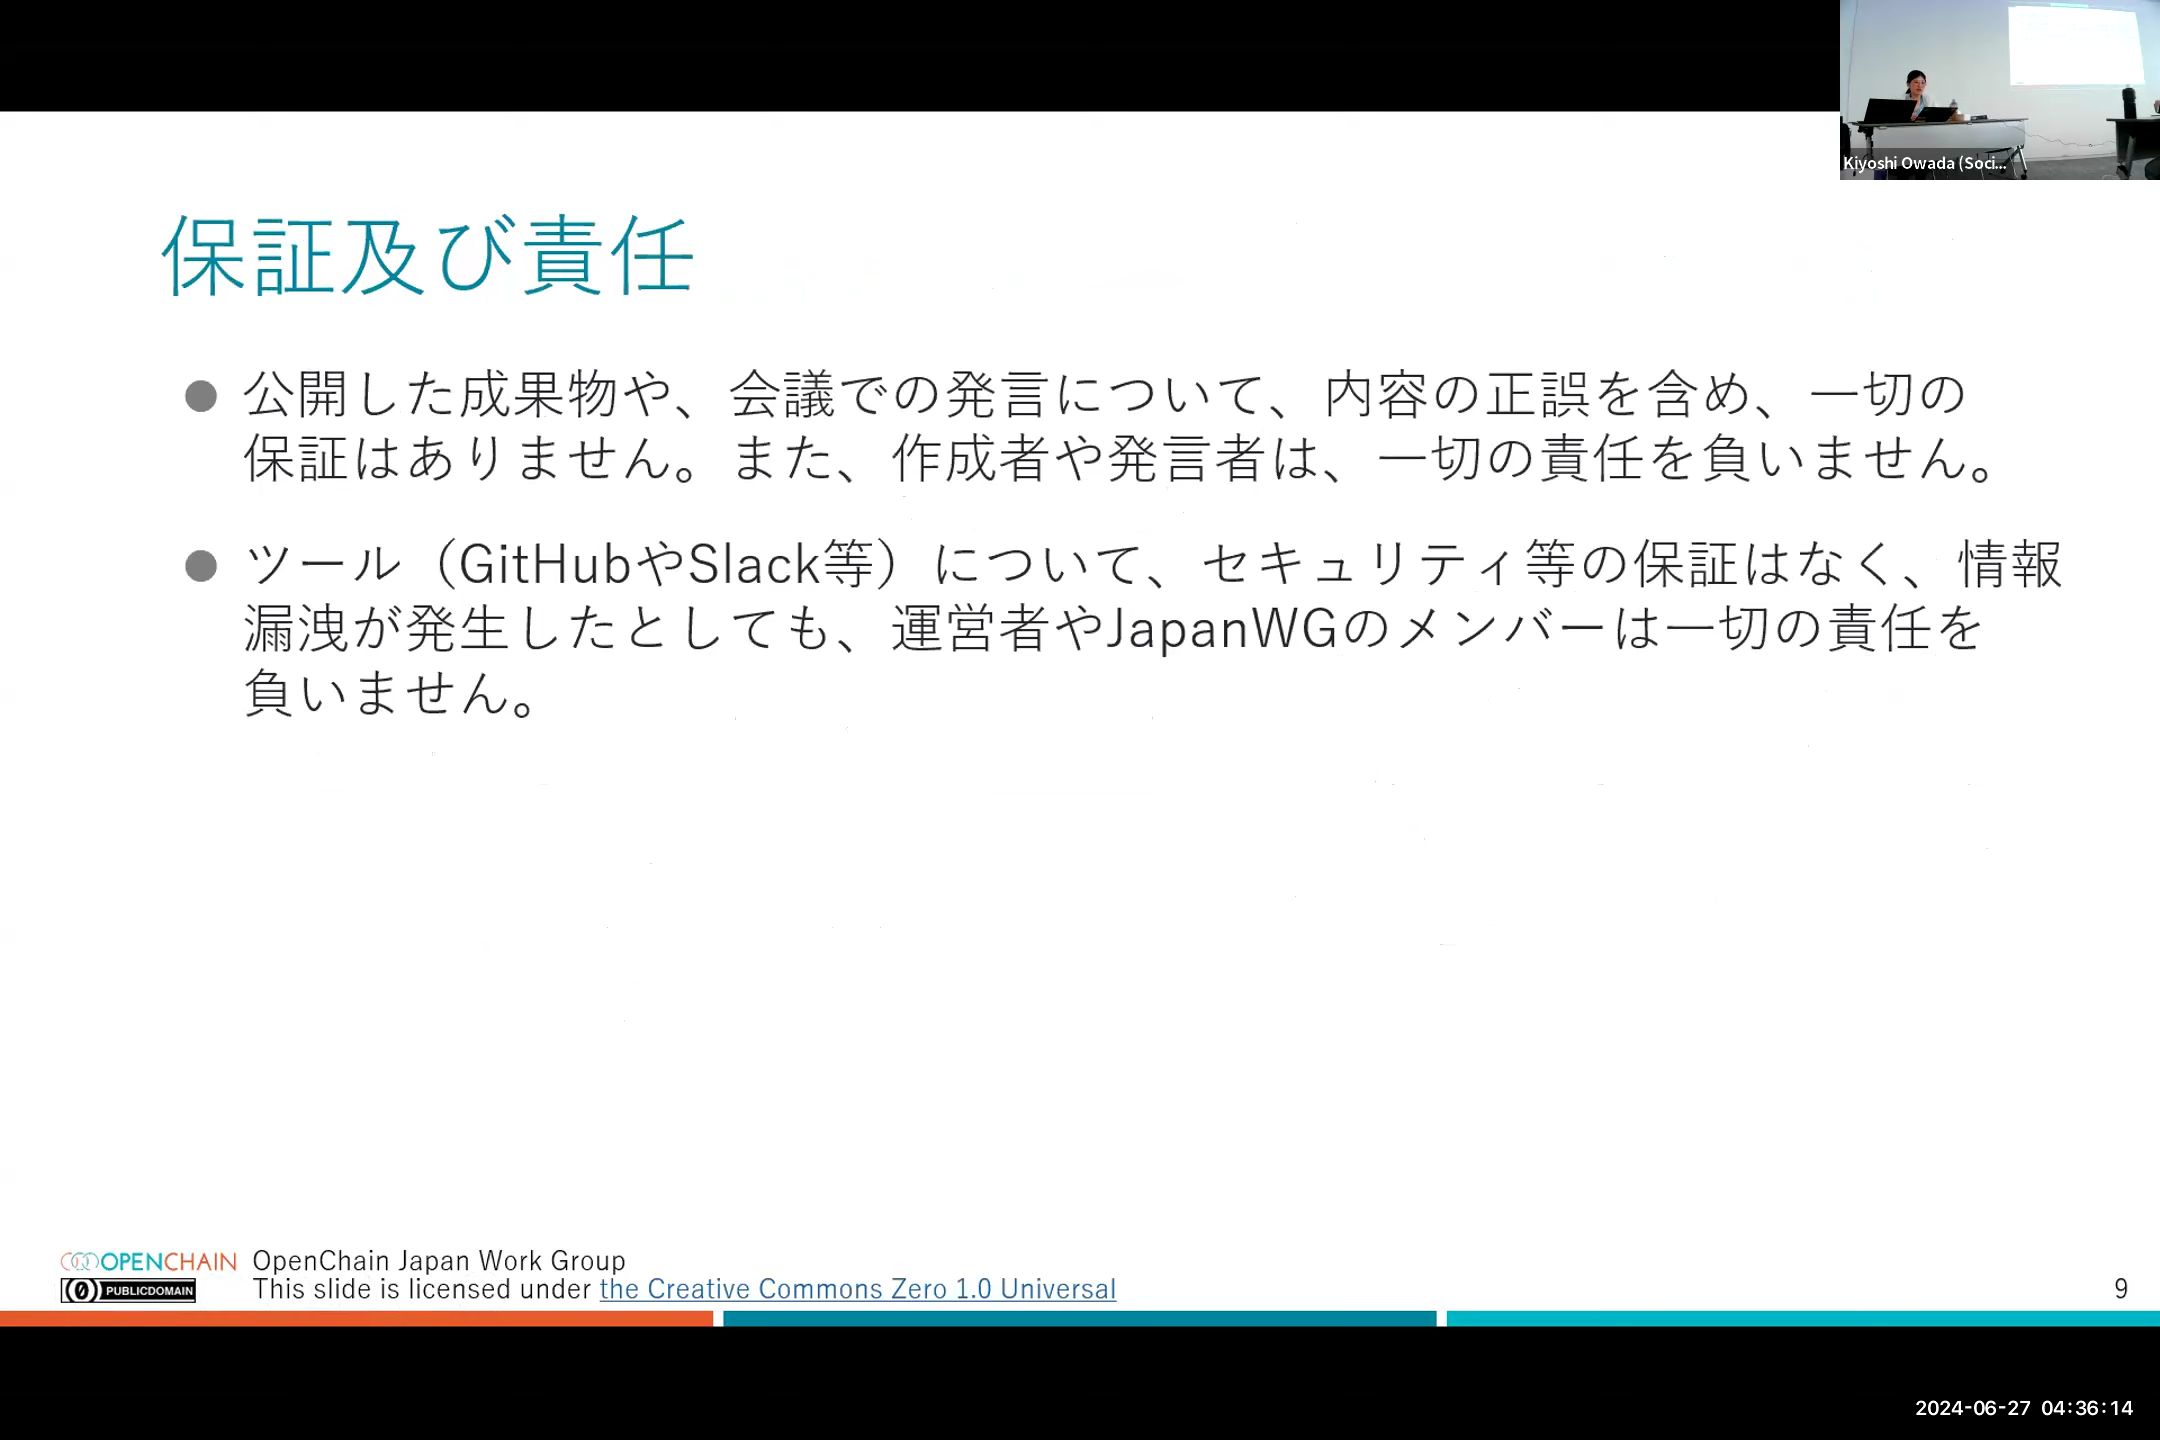 Kiyoshi Owada (Soci...
保証及び責任
● 公開した成果物や、会議での発言について、内容の正誤を含め、一切の
保証はありません。また、作成者や発言者は、一切の責任を負いません。
● ツール（GitHubやSlack等）について、セキュリティ等の保証はなく、情報
漏洩が発生したとしても、運営者やJapanWGのメンバーは一切の責任を
負いません。
OPENCHAIN OpenChain Japan Work Group
PUBLICDOMAIN This slide is licensed under the Creative Commons Zero 1.0 Universal
9
2024-06-27 04:36:14